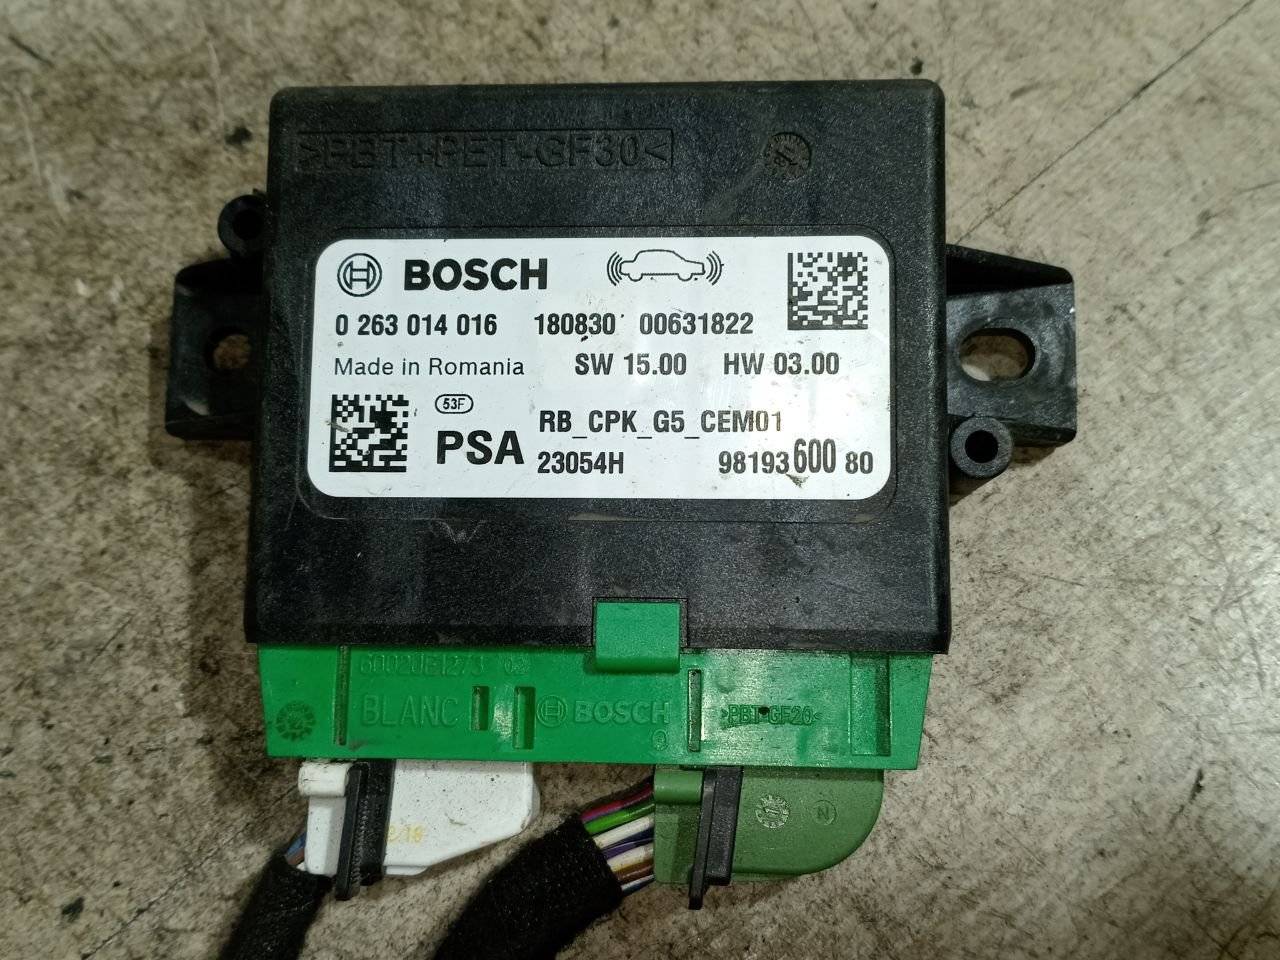 >PBT+PET-GF30<
BOSCH
0 263 014 016 180830 00631822
Made in Romania SW 15.00 HW 03.00
53F RB_CPK_G5_CEM01
PSA 23054H 98193 600 80
BLANC BOSCH >PBT-GF20<
N